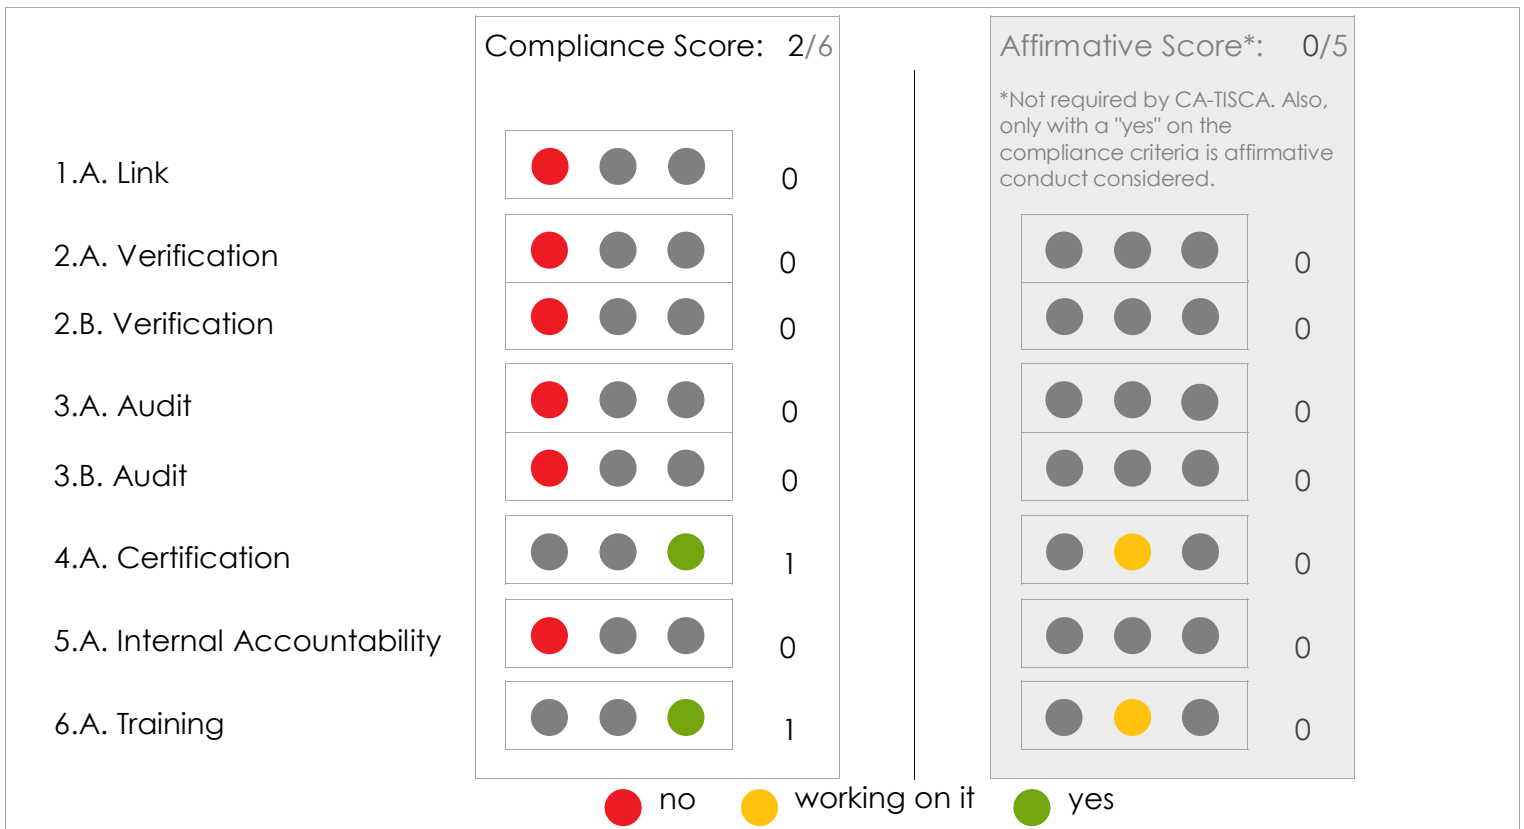 Compliance Score: 2/6
Affirmative Score*: 0/5
*Not required by CA-TISCA. Also,
only with a "yes" on the
compliance criteria is affirmative
conduct considered.
1.A. Link 0
2.A. Verification 0 0
2.B. Verification 0 0
3.A. Audit 0 0
3.B. Audit 0 0
4.A. Certification 1 0
5.A. Internal Accountability 0 0
6.A. Training 1 0
no working on it yes